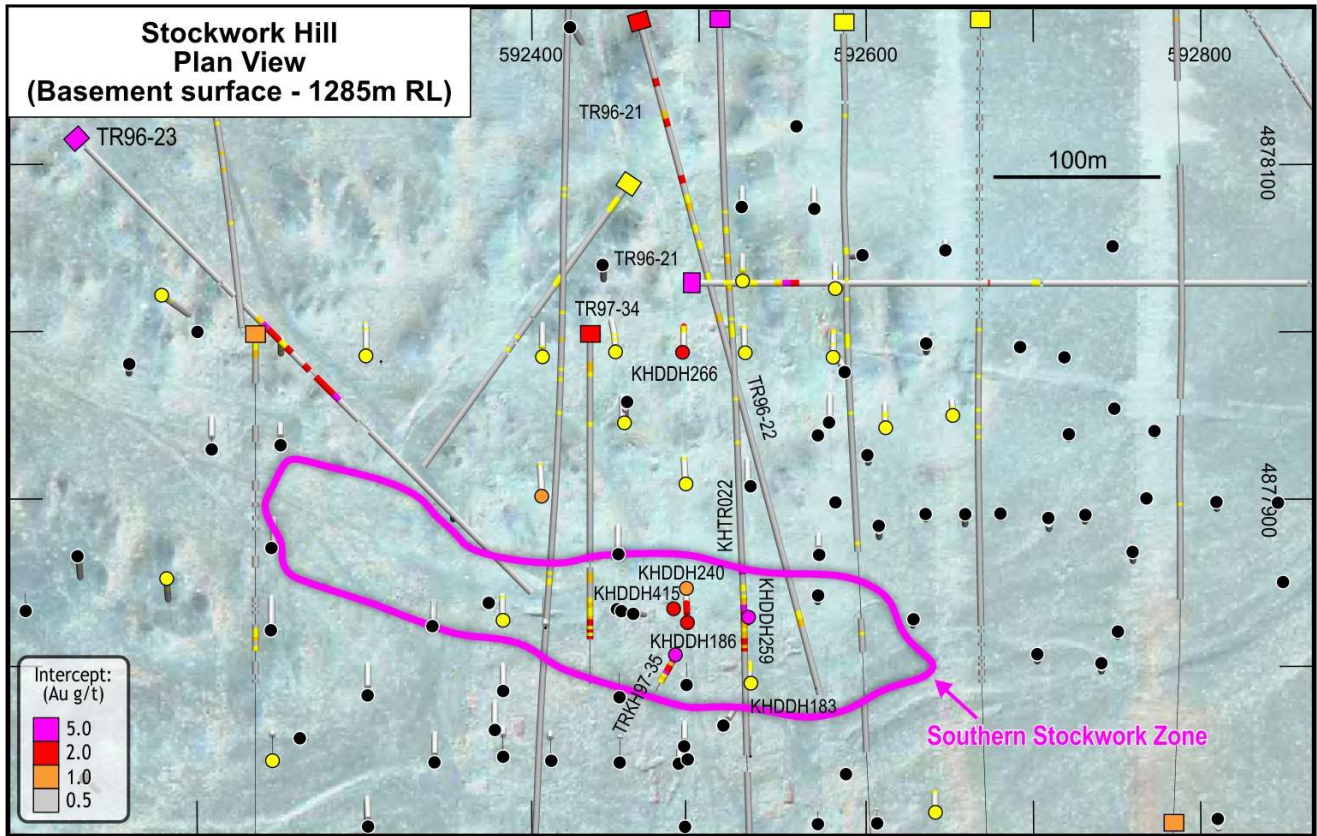 Stockwork Hill
Plan View
(Basement surface - 1285m RL)
592400
592600
592800
TR96-21
TR96-23
100m
4878100
TR96-21
TR97-34
KHDDH266
TR96-22
4877900
KHTR022
KHDDH240
KHDDH415
KHDDH259
KHDDH186
TRKH97-35
KHDDH183
Southern Stockwork Zone
Intercept:
(Au g/t)
5.0
2.0
1.0
0.5